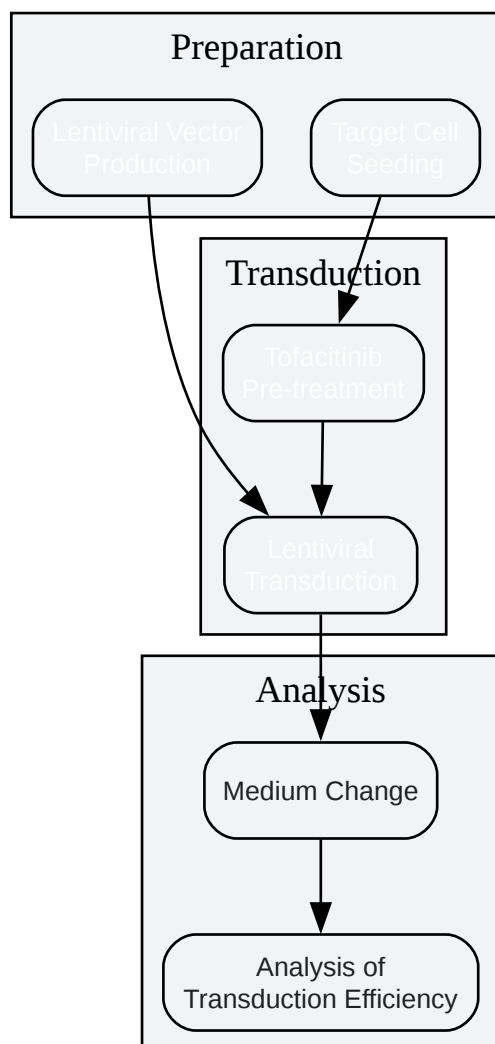 Preparation
Lentiviral Vector
Production
Target Cell
Seeding
Transduction
Tofacitinib
Pre-treatment
Lentiviral
Transduction
Analysis
Medium Change
Analysis of
Transduction Efficiency